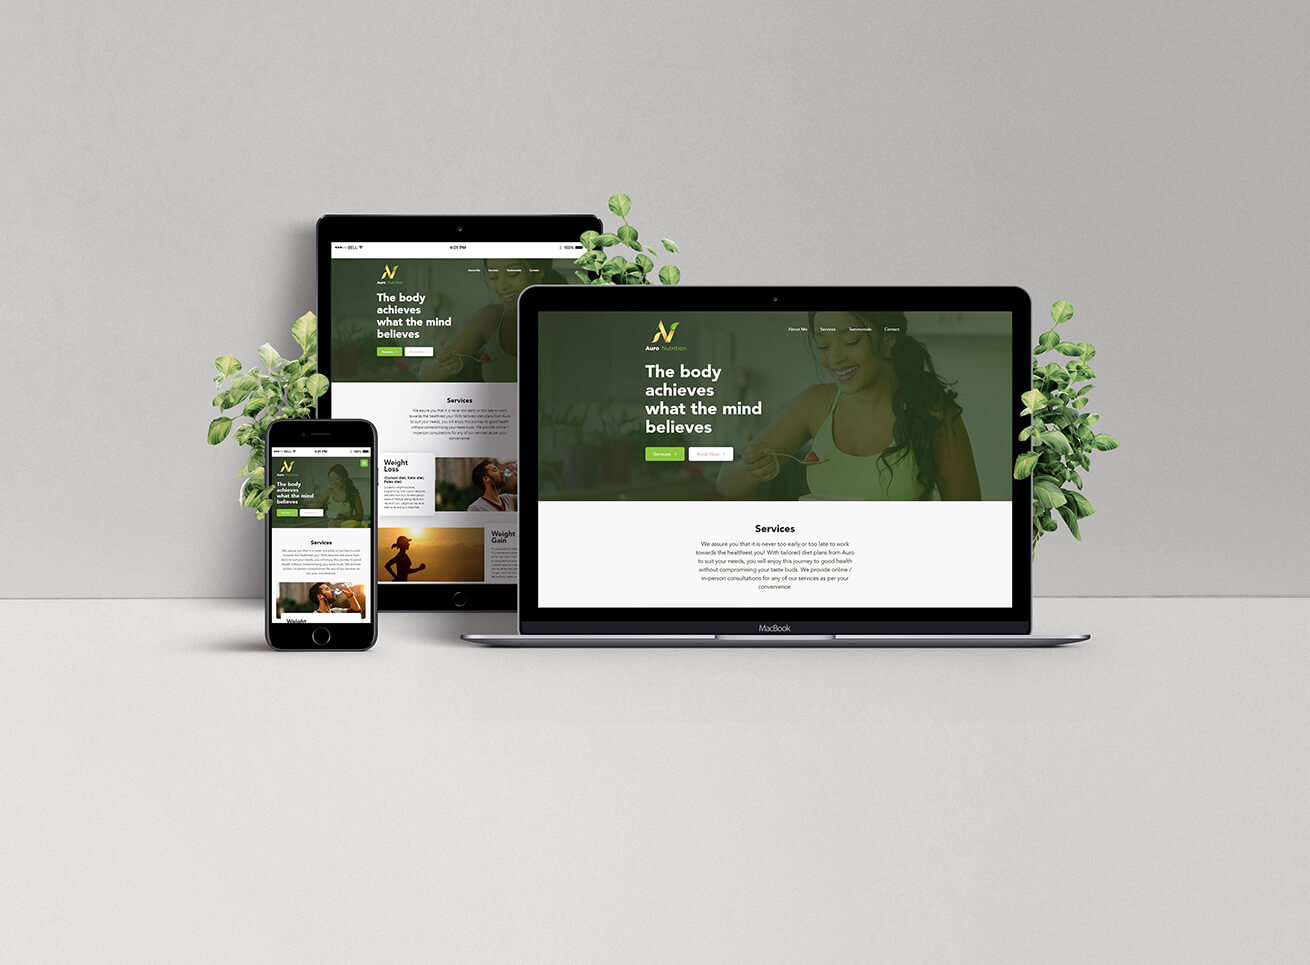 ●●●○○ BELL
4:21 PM
100%
Auro Nutrition
About Me
Services
Testimonials
Contact
The body
achieves
what the mind
believes
Services >
Services
We assure you that it is never too early or too late to work
towards the healthiest you! With tailored diet plans from Auro
to suit your needs, you will enjoy this journey to good health
without compromising your taste buds. We provide online /
in-person consultations for any of our services as per your
convenience.
Weight
Loss
(Custom diet, Keto diet,
Paleo diet)
Weight
Gain
BELL
4:21 PM
100%
Auro Nutrition
The body
achieves
what the mind
believes
Services >
Services
We assure you that it is never too early or too late to work
towards the healthiest you! With tailored diet plans from
Auro to suit your needs, you will enjoy this journey to good
health without compromising your taste buds. We provide
online / in-person consultations for any of our services as
per your convenience.
Weight
Auro Nutrition
About Me
Services
Testimonials
Contact
The body
achieves
what the mind
believes
Services >
Book Now >
Services
We assure you that it is never too early or too late to work
towards the healthiest you! With tailored diet plans from Auro
to suit your needs, you will enjoy this journey to good health
without compromising your taste buds. We provide online /
in-person consultations for any of our services as per your
convenience.
MacBook